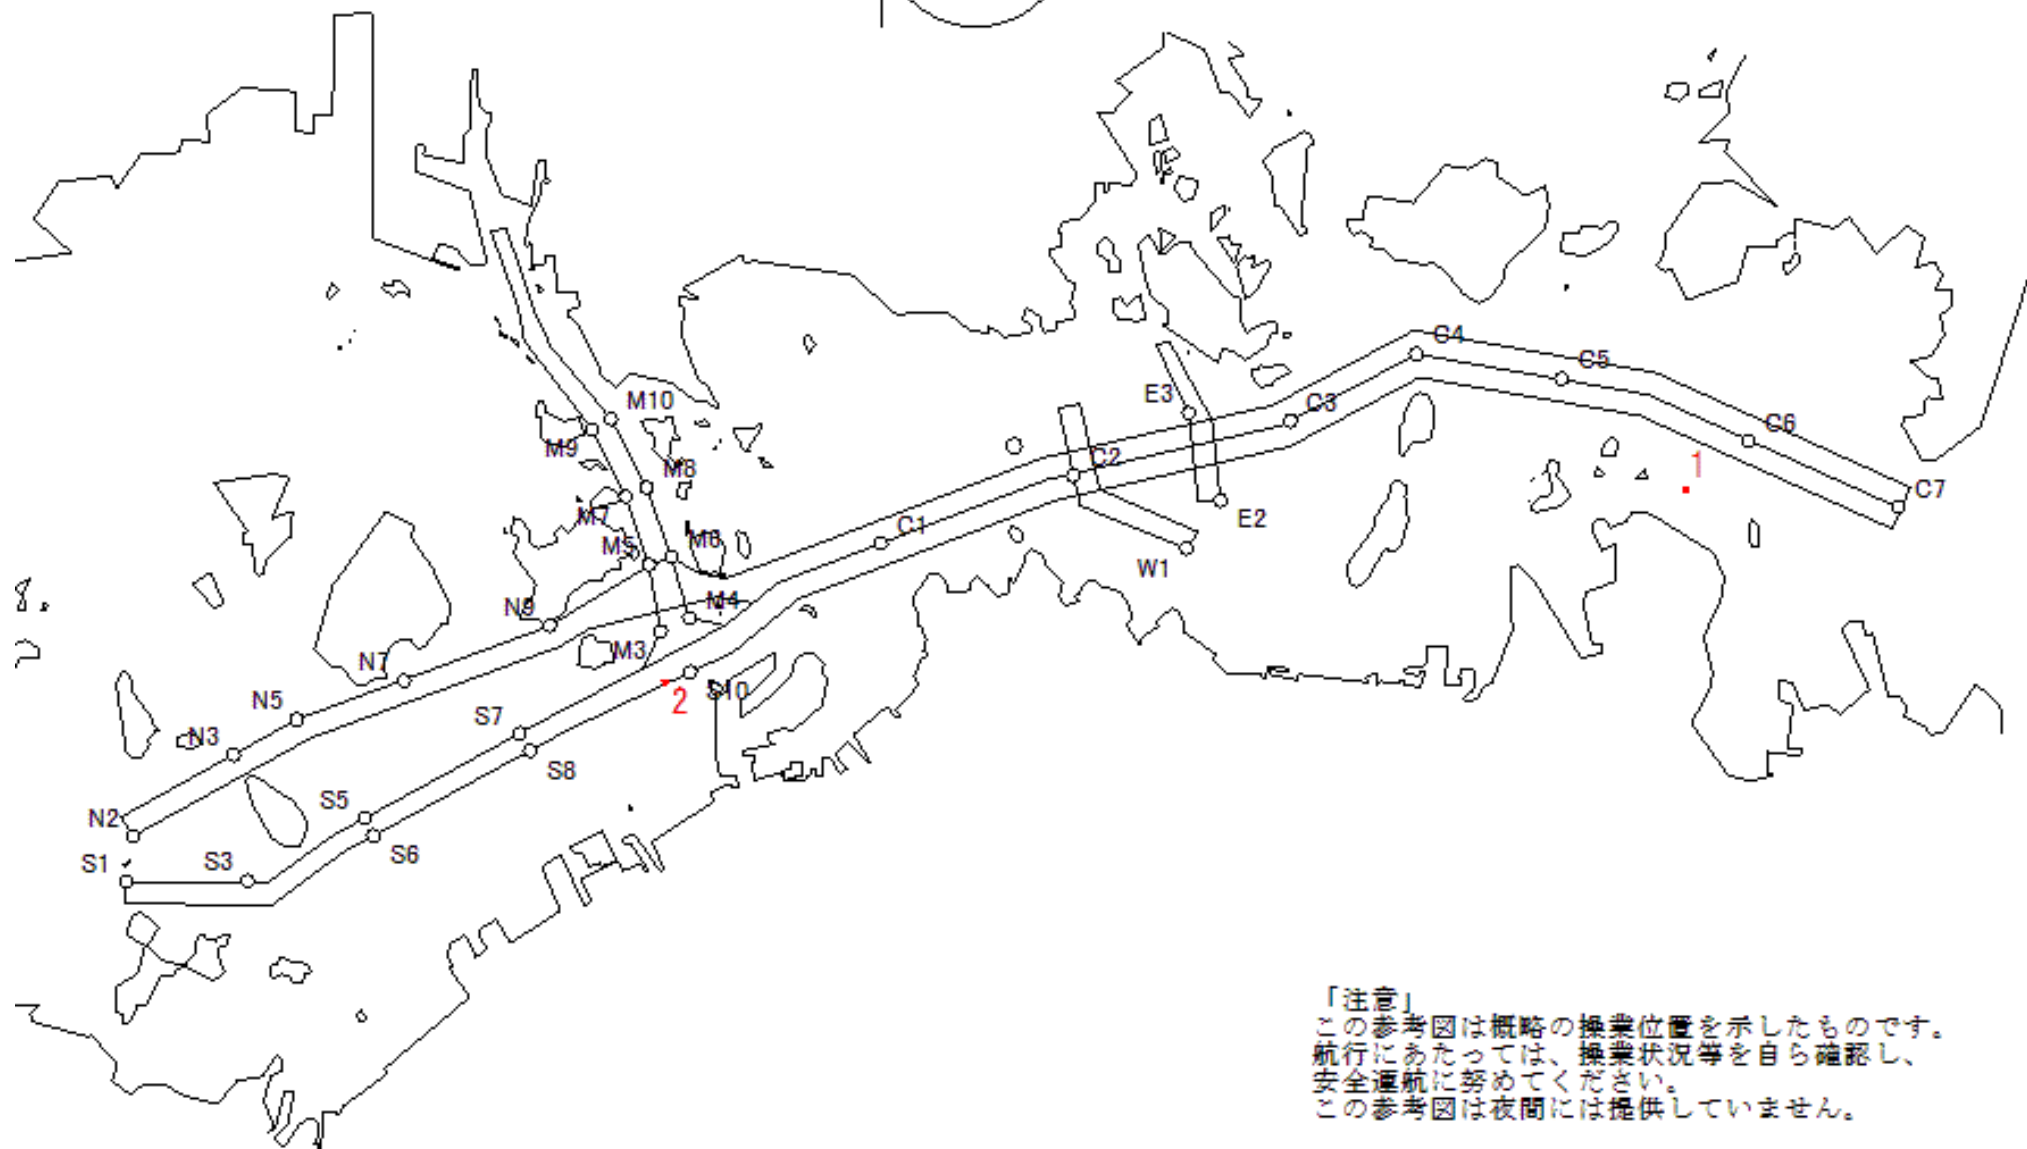 C4
C5
E3
M10
C3
C6
M9
C2
1
M8
C7
M7
E2
C1
M5
M6
W1
N9
M4
M3
N7
2
S10
N5
S7
N3
S8
S5
N2
S6
S1
S3
「注意」
この参考図は概略の操業位置を示したものです。
航行にあたっては、操業状況等を自ら確認し、
安全運航に努めてください。
この参考図は夜間には提供していません。